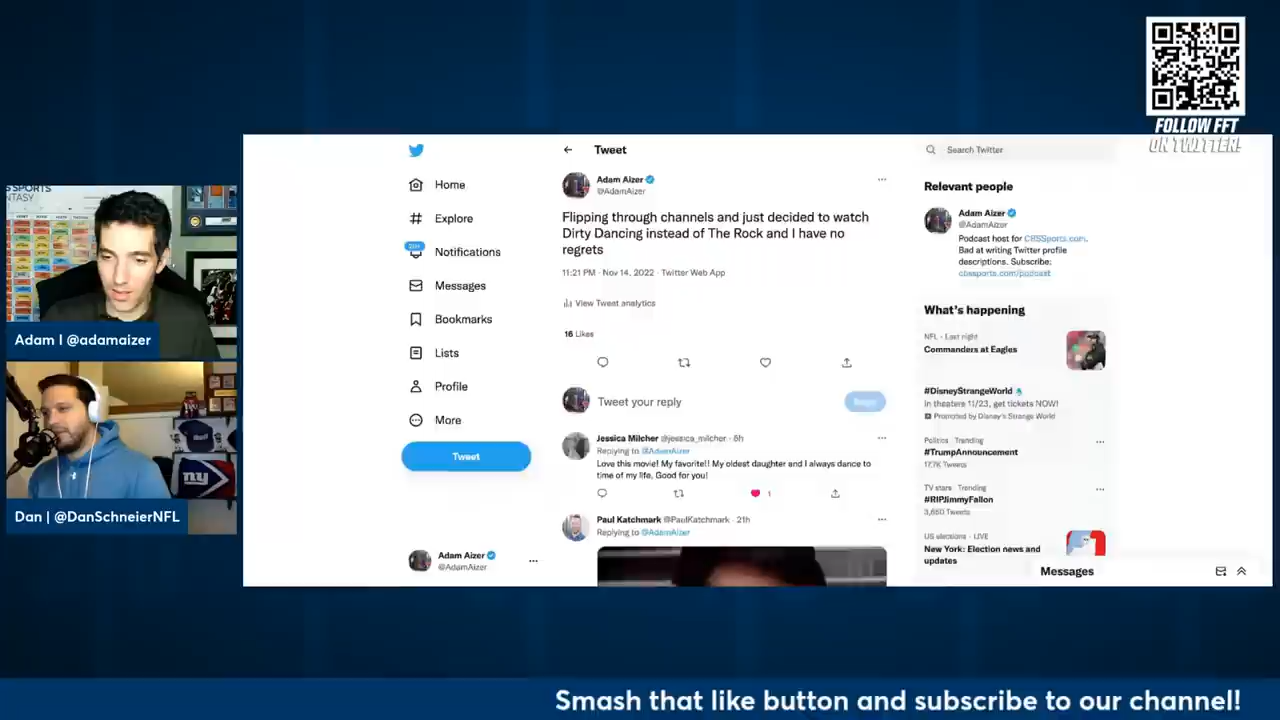 FOLLOW FFT
ON TWITTER!
SPORTS
NTASY
Adam | @adamaizer
ny
Dan | @DanSchneierNFL
Home
Explore
20+
Notifications
Messages
Bookmarks
Lists
Profile
More
Tweet
Adam Aizer
@AdamAizer
Tweet
Adam Aizer
@AdamAizer
Flipping through channels and just decided to watch
Dirty Dancing instead of The Rock and I have no
regrets
11:21 PM · Nov 14, 2022 · Twitter Web App
View Tweet analytics
16 Likes
Tweet your reply
Reply
Jessica Milcher @jessica_milcher · 6h
Replying to @AdamAizer
Love this movie! My favorite!! My oldest daughter and I always dance to
time of my life, Good for you!
1
Paul Katchmark @PaulKatchmark · 21h
Replying to @AdamAizer
Search Twitter
Relevant people
Adam Aizer
@AdamAizer
Podcast host for CBSSports.com.
Bad at writing Twitter profile
descriptions. Subscribe:
cbssports.com/podcast
What's happening
NFL · Last night
Commanders at Eagles
#DisneyStrangeWorld
In theaters 11/23, get tickets NOW!
Promoted by Disney's Strange World
Politics · Trending
#TrumpAnnouncement
17.7K Tweets
TV stars · Trending
#RIPJimmyFallon
3,650 Tweets
US elections · LIVE
New York: Election news and
updates
Messages
Smash that like button and subscribe to our channel!